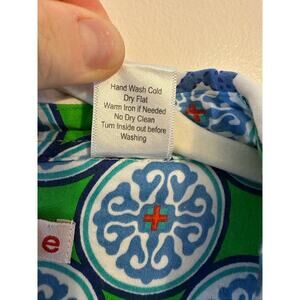 Hand Wash Cold
Dry Flat
Warm Iron if Needed
No Dry Clean
Turn Inside out before
Washing
e